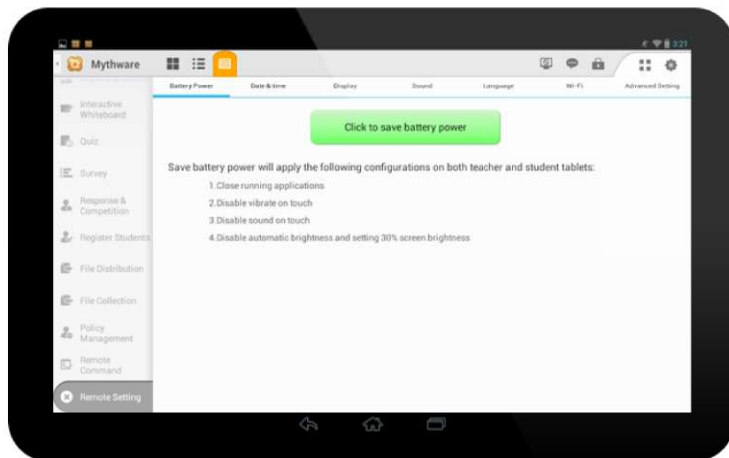 3:21
Mythware
Battery Power Date & time Display Sound Language Wi-Fi Advanced Setting
Interactive
Whiteboard
Quiz
Survey
Response &
Competition
Register Students
File Distribution
File Collection
Policy
Management
Remote
Command
Remote Setting
Click to save battery power
Save battery power will apply the following configurations on both teacher and student tablets:
1.Close running applications
2.Disable vibrate on touch
3.Disable sound on touch
4.Disable automatic brightness and setting 30% screen brightness